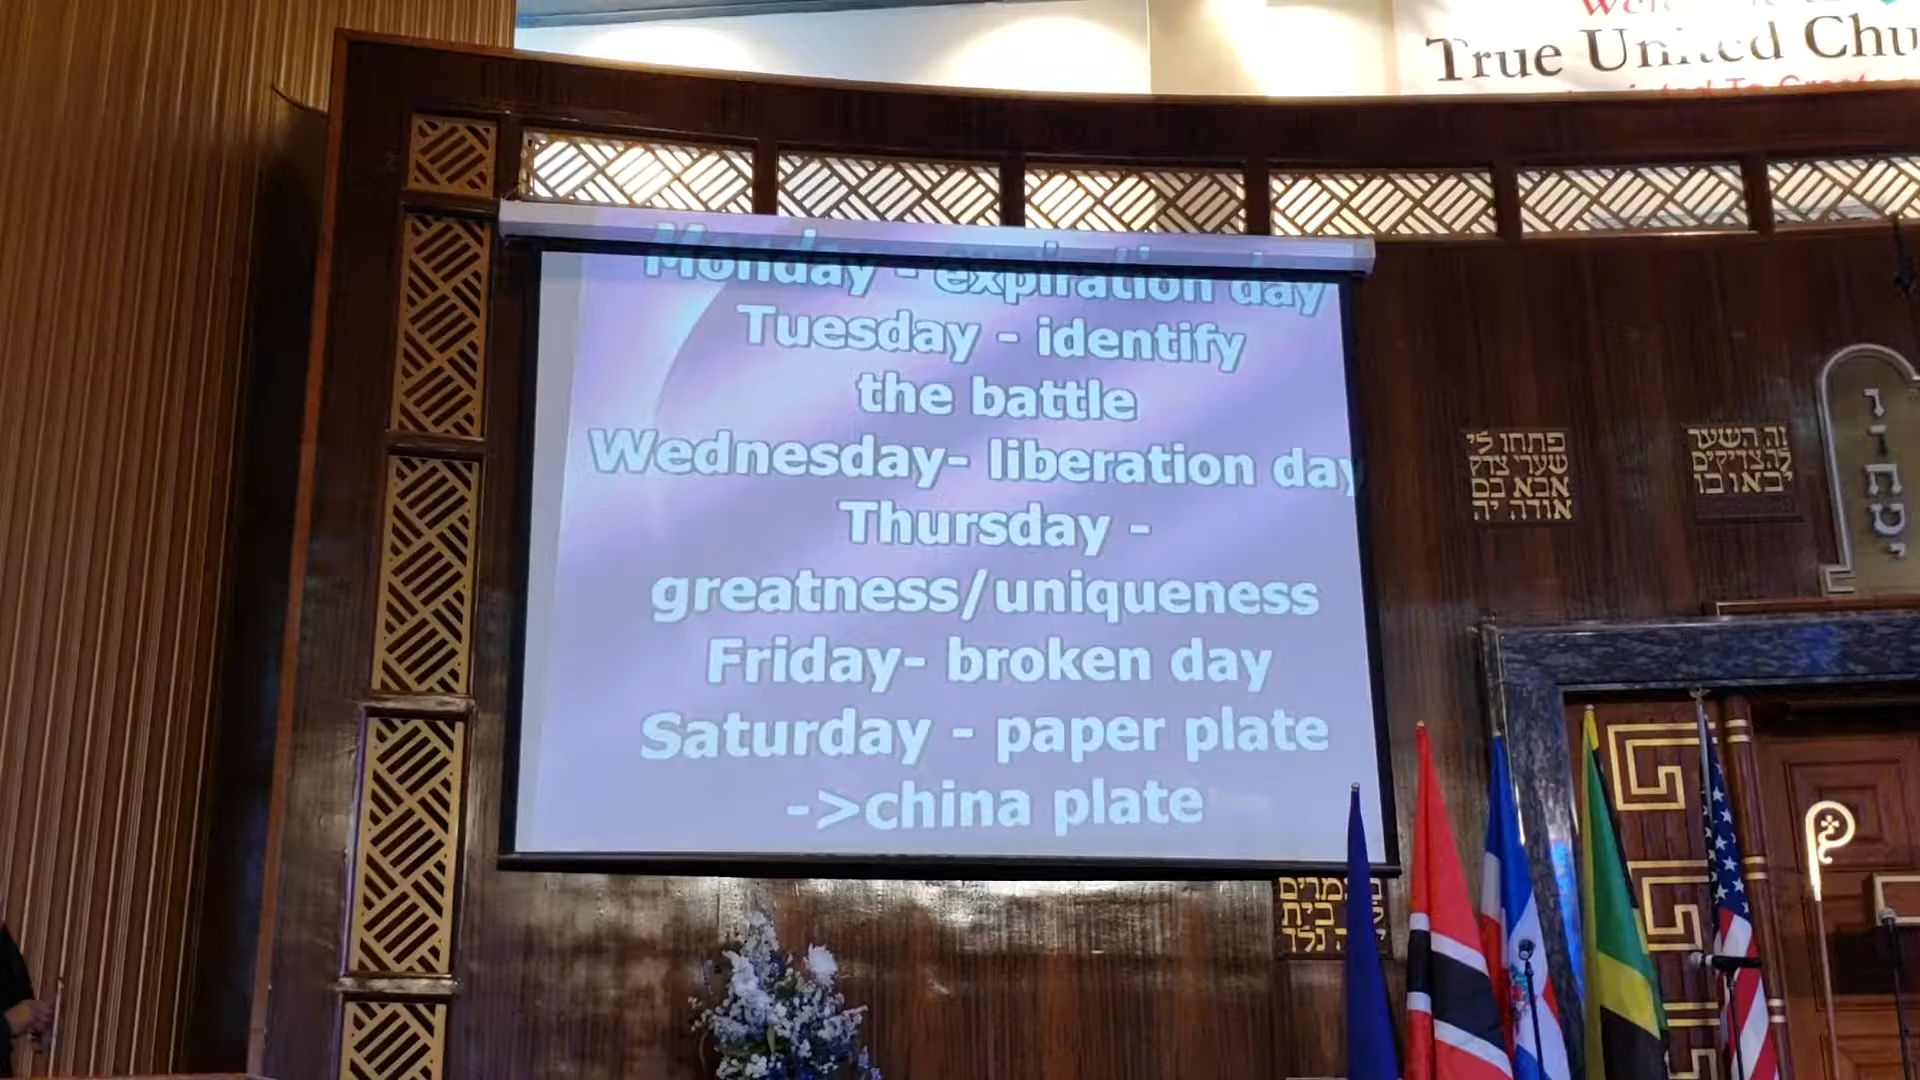 True United Chu
Monday - expiration day
Tuesday - identify
the battle
Wednesday- liberation day
Thursday -
greatness/uniqueness
Friday- broken day
Saturday - paper plate
->china plate
פתחו לי
שערי צדק
אבא בם
אודה יה
זה השער
לה צדיקים
יבאו בו
בית